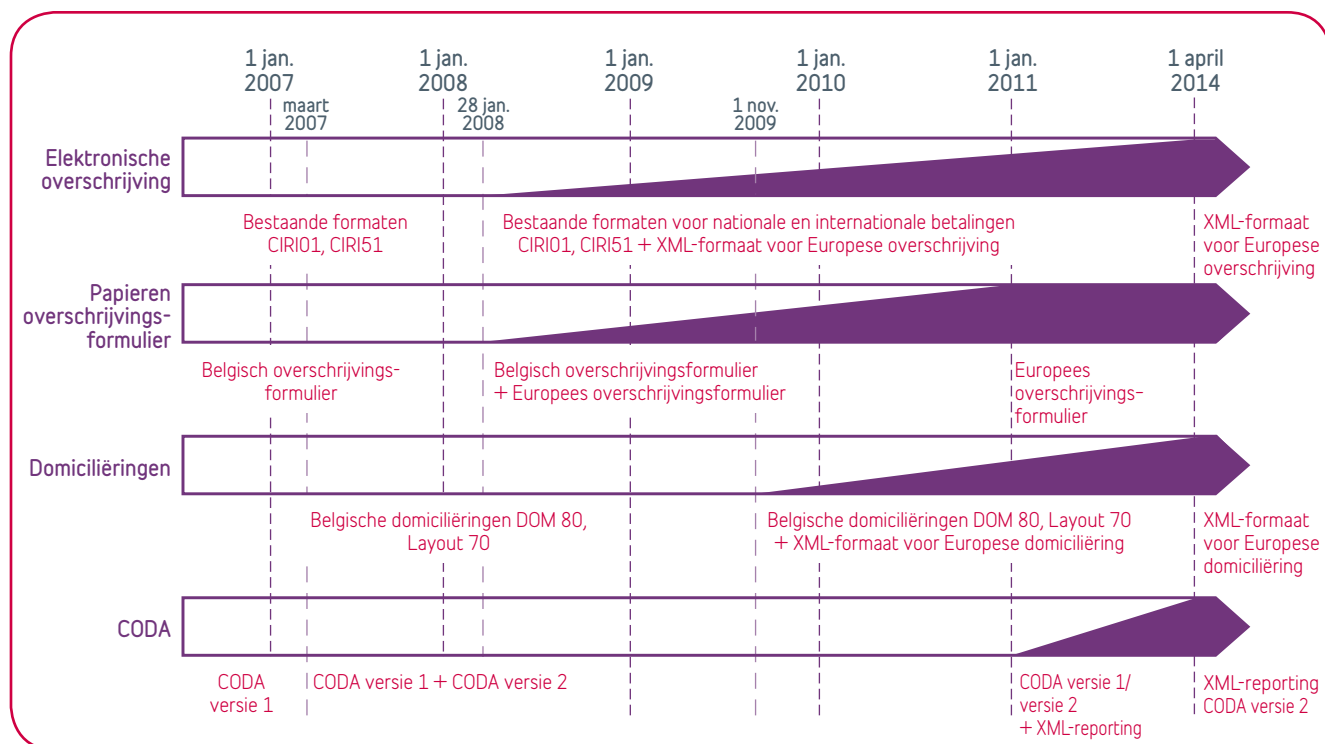 1 jan.
2007
1 jan.
2008
1 jan.
2009
1 jan.
2010
1 jan.
2011
1 april
2014
maart
2007
28 jan.
2008
1 nov.
2009
Elektronische
overschrijving
Bestaande formaten
CIRI01, CIRI51
Bestaande formaten voor nationale en internationale betalingen
CIRI01, CIRI51 + XML-formaat voor Europese overschrijving
XML-formaat
voor Europese
overschrijving
Papieren
overschrijvings-
formulier
Belgisch overschrijvings-
formulier
Belgisch overschrijvingsformulier
+ Europees overschrijvingsformulier
Europees
overschrijvings-
formulier
Domiciliëringen
Belgische domiciliëringen DOM 80,
Layout 70
Belgische domiciliëringen DOM 80, Layout 70
+ XML-formaat voor Europese domiciliëring
XML-formaat
voor Europese
domiciliëring
CODA
CODA
versie 1
CODA versie 1 + CODA versie 2
CODA versie 1/
versie 2
+ XML-reporting
XML-reporting
CODA versie 2